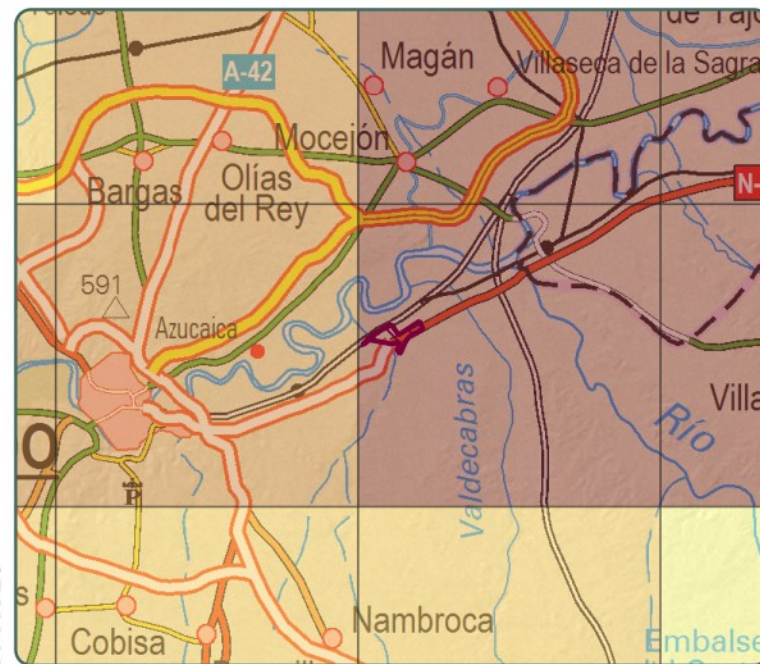 de Tajo
A-42
Magán
Villaseca de la Sagra
Mocejón
Bargas
Olías
del Rey
N-
591
Azucaica
Valdecabras
Villa
Río
O
s
Nambroca
Cobisa
Embalse